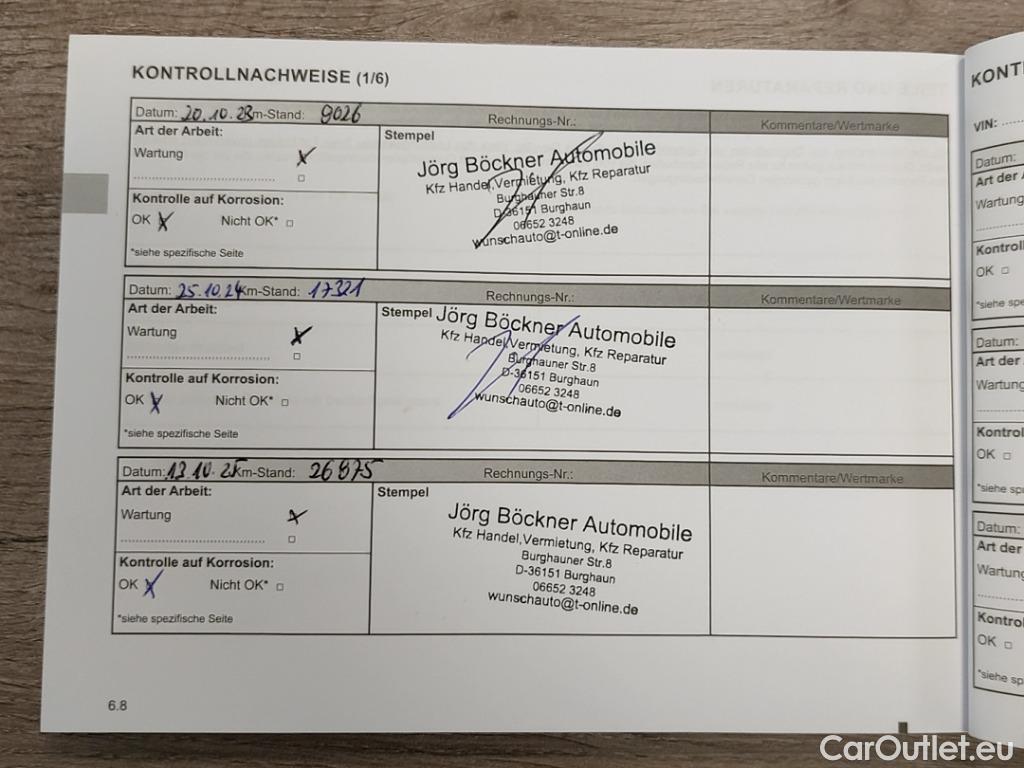 KONTROLLNACHWEISE (1/6)
Datum: 20.10.23 km-Stand: 9026 Rechnungs-Nr.: Kommentare/Wertmarke
Art der Arbeit: Stempel
Wartung
Jörg Böckner Automobile
Kfz Handel,Vermietung, Kfz Reparatur
Burghauner Str.8
D-36151 Burghaun
06652 3248
wunschauto@t-online.de
Kontrolle auf Korrosion:
OK Nicht OK*
*siehe spezifische Seite
Datum: 25.10.24 Km-Stand: 17321 Rechnungs-Nr.: Kommentare/Wertmarke
Art der Arbeit: Stempel
Wartung
Jörg Böckner Automobile
Kfz Handel,Vermietung, Kfz Reparatur
Burghauner Str.8
D-36151 Burghaun
06652 3248
wunschauto@t-online.de
Kontrolle auf Korrosion:
OK Nicht OK*
*siehe spezifische Seite
Datum: 13.10.25 Km-Stand: 26875 Rechnungs-Nr.: Kommentare/Wertmarke
Art der Arbeit: Stempel
Wartung
Jörg Böckner Automobile
Kfz Handel,Vermietung, Kfz Reparatur
Burghauner Str.8
D-36151 Burghaun
06652 3248
wunschauto@t-online.de
Kontrolle auf Korrosion:
OK Nicht OK*
*siehe spezifische Seite
6.8
VIN:
Datum:
Art der
Wartung
OK
*siehe
Datum:
Art der
Wartung
OK
*siehe
Datum:
Art der
Wartung
OK
*siehe
CarOutlet.eu